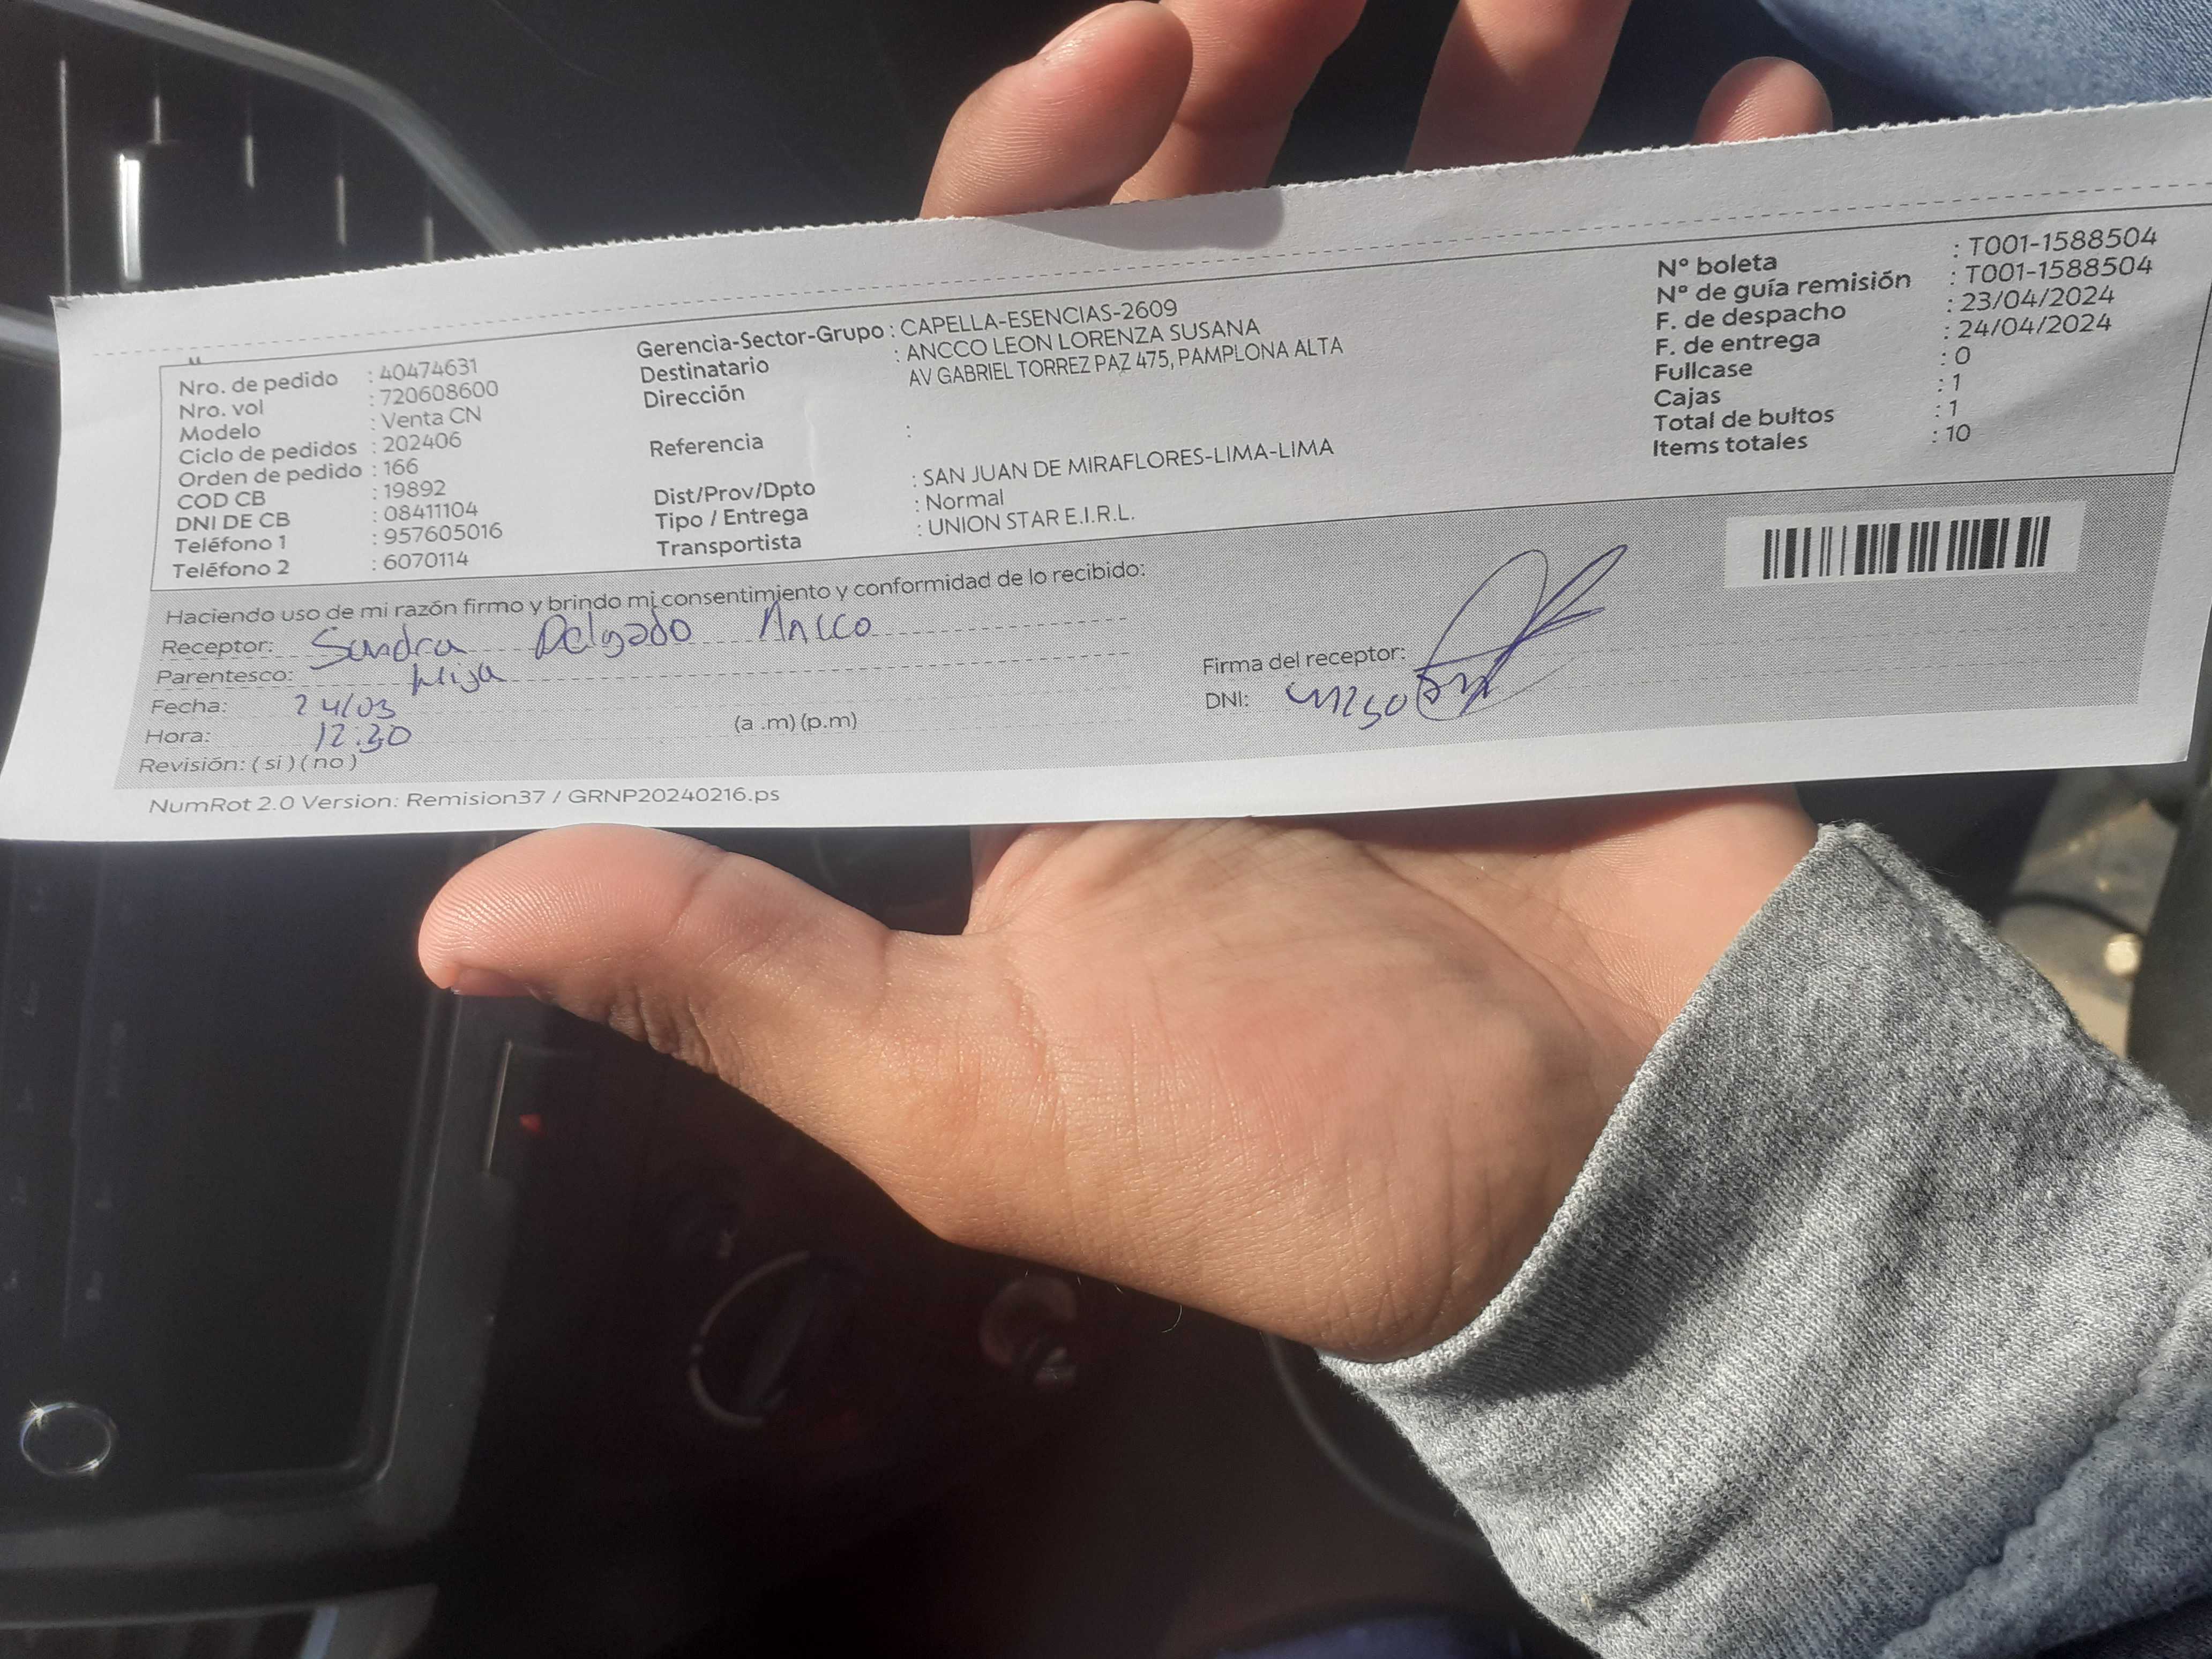 Nro. de pedido : 40474631
Nro. vol : 720608600
Modelo : Venta CN
Ciclo de pedidos : 202406
Orden de pedido : 166
COD CB : 19892
DNI DE CB : 08411104
Teléfono 1 : 957605016
Teléfono 2 : 6070114
Gerencia-Sector-Grupo : CAPELLA-ESENCIAS-2609
Destinatario : ANCCO LEON LORENZA SUSANA
Dirección AV GABRIEL TORREZ PAZ 475, PAMPLONA ALTA
Referencia :
Dist/Prov/Dpto : SAN JUAN DE MIRAFLORES-LIMA-LIMA
Tipo / Entrega : Normal
Transportista : UNION STAR E.I.R.L.
N° boleta : T001-1588504
N° de guía remisión : T001-1588504
F. de despacho : 23/04/2024
F. de entrega : 24/04/2024
Fullcase : 0
Cajas : 1
Total de bultos : 1
Items totales : 10
Haciendo uso de mi razón firmo y brindo mi consentimiento y conformidad de lo recibido:
Receptor: Sandra Delgado Ancco
Parentesco: hija
Fecha: 24/03
Hora: 12:30 (a .m) (p.m)
Revisión: ( si ) ( no )
Firma del receptor:
DNI:
NumRot 2.0 Version: Remision37 / GRNP20240216.ps